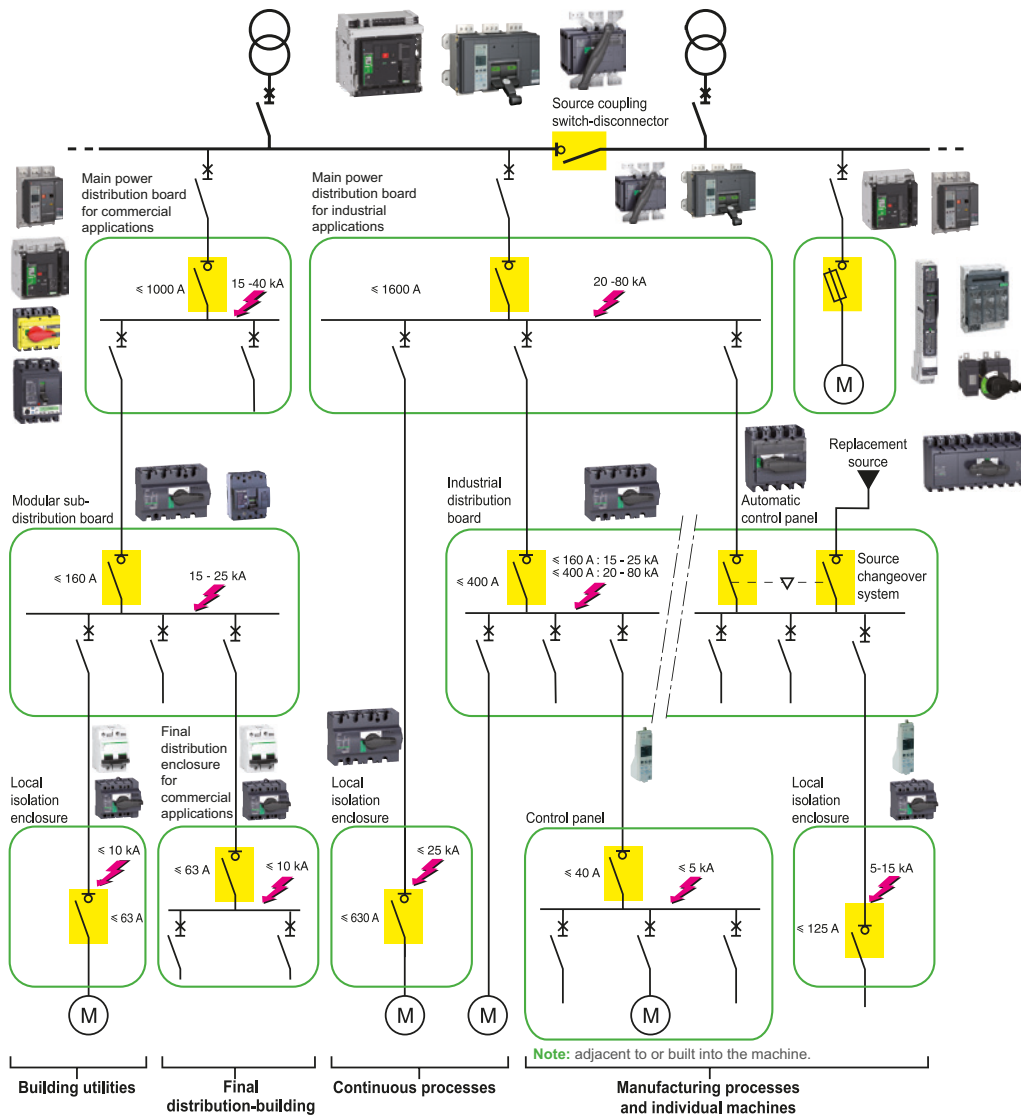 Source coupling
switch-disconnector
Main power
distribution board
for commercial
applications
Main power
distribution board
for industrial
applications
≤ 1000 A
15 -40 kA
≤ 1600 A
20 -80 kA
M
Replacement
source
Modular sub-
distribution board
Industrial
distribution
board
Automatic
control panel
≤ 160 A
15 - 25 kA
≤ 400 A
≤ 160 A : 15 - 25 kA
≤ 400 A : 20 - 80 kA
Source
changeover
system
Local
isolation
enclosure
Final
distribution
enclosure
for
commercial
applications
Local
isolation
enclosure
Control panel
Local
isolation
enclosure
≤ 10 kA
≤ 63 A
≤ 63 A
≤ 10 kA
≤ 25 kA
≤ 630 A
≤ 40 A
≤ 5 kA
5-15 kA
≤ 125 A
M
M
M
M
Note: adjacent to or built into the machine.
Building utilities
Final
distribution-building
Continuous processes
Manufacturing processes
and individual machines